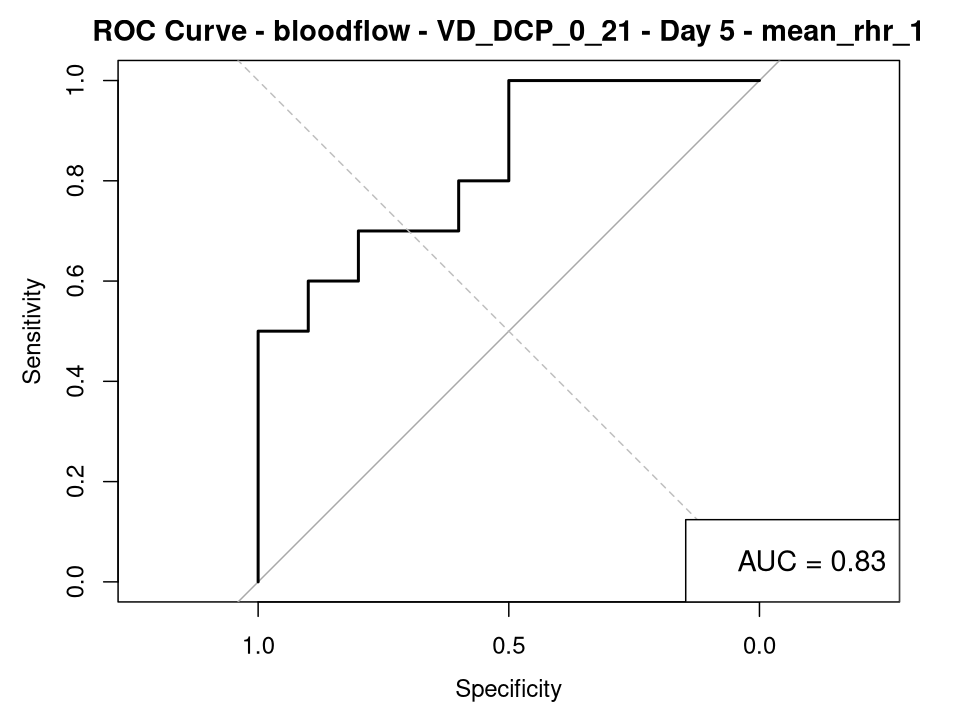 ROC Curve - bloodflow - VD_DCP_0_21 - Day 5 - mean_rhr_1
1.0
0.8
0.6
0.4
0.2
0.0
Sensitivity
AUC = 0.83
1.0 0.5 0.0
Specificity